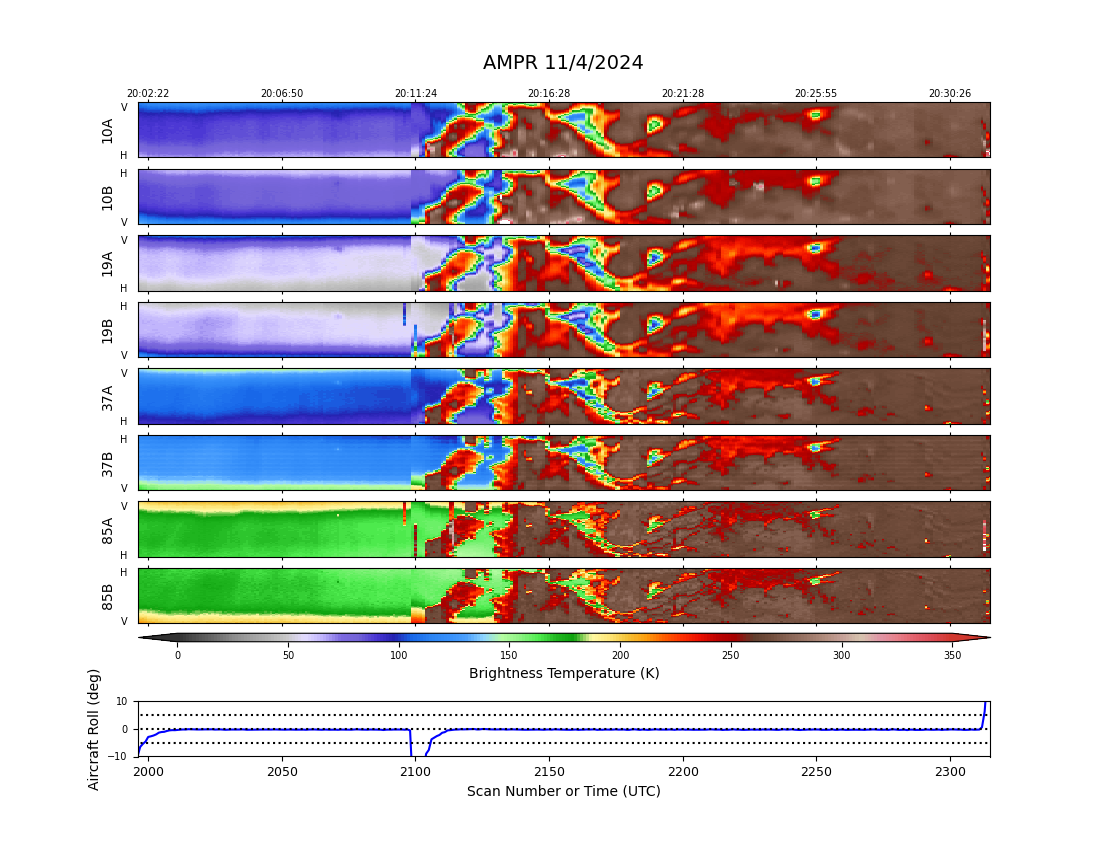 AMPR 11/4/2024
20:02:22 20:06:50 20:11:24 20:16:28 20:21:28 20:25:55 20:30:26
V
10A
H
H
10B
V
V
19A
H
H
19B
V
V
37A
H
H
37B
V
V
85A
H
H
85B
V
0 50 100 150 200 250 300 350
Brightness Temperature (K)
Aircraft Roll (deg)
10
0
−10
2000 2050 2100 2150 2200 2250 2300
Scan Number or Time (UTC)